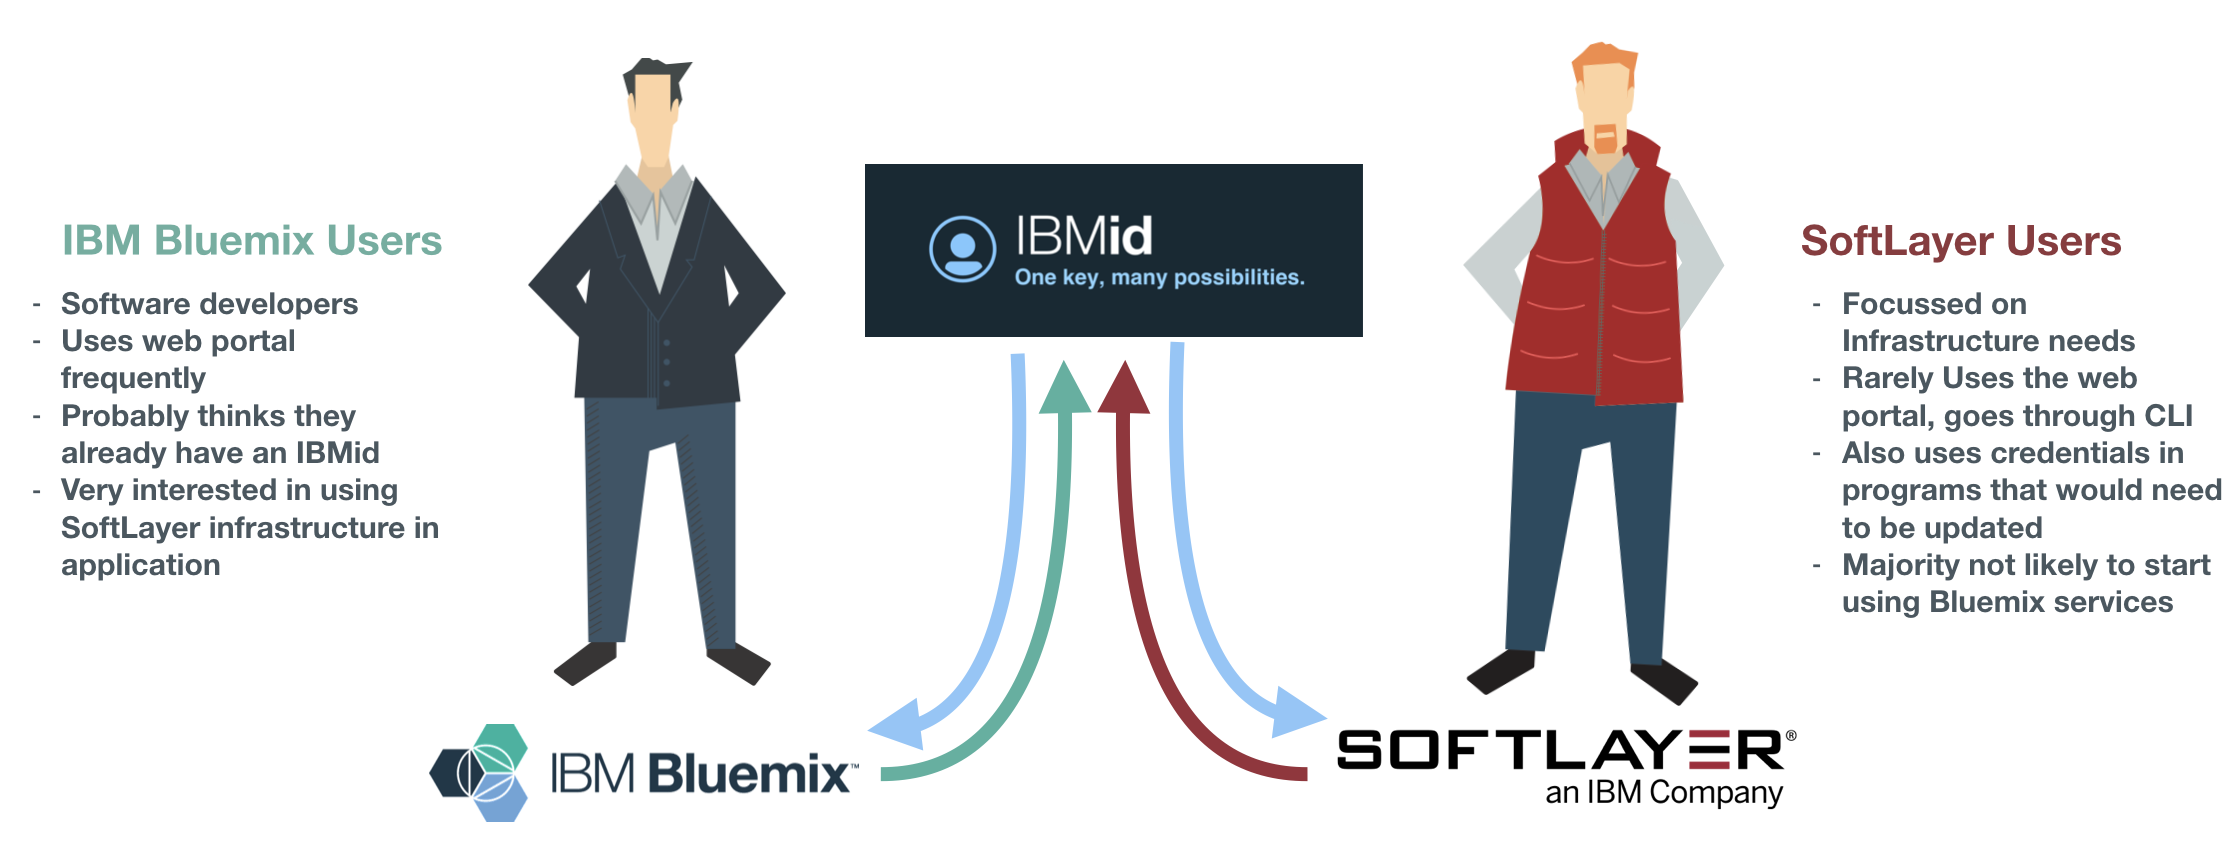 IBM Bluemix Users
- Software developers
- Uses web portal
frequently
- Probably thinks they
already have an IBMid
- Very interested in using
SoftLayer infrastructure in
application
IBMid
One key, many possibilities.
SoftLayer Users
- Focussed on
Infrastructure needs
- Rarely Uses the web
portal, goes through CLI
- Also uses credentials in
programs that would need
to be updated
- Majority not likely to start
using Bluemix services
IBM Bluemix™
SOFTLAYER®
an IBM Company